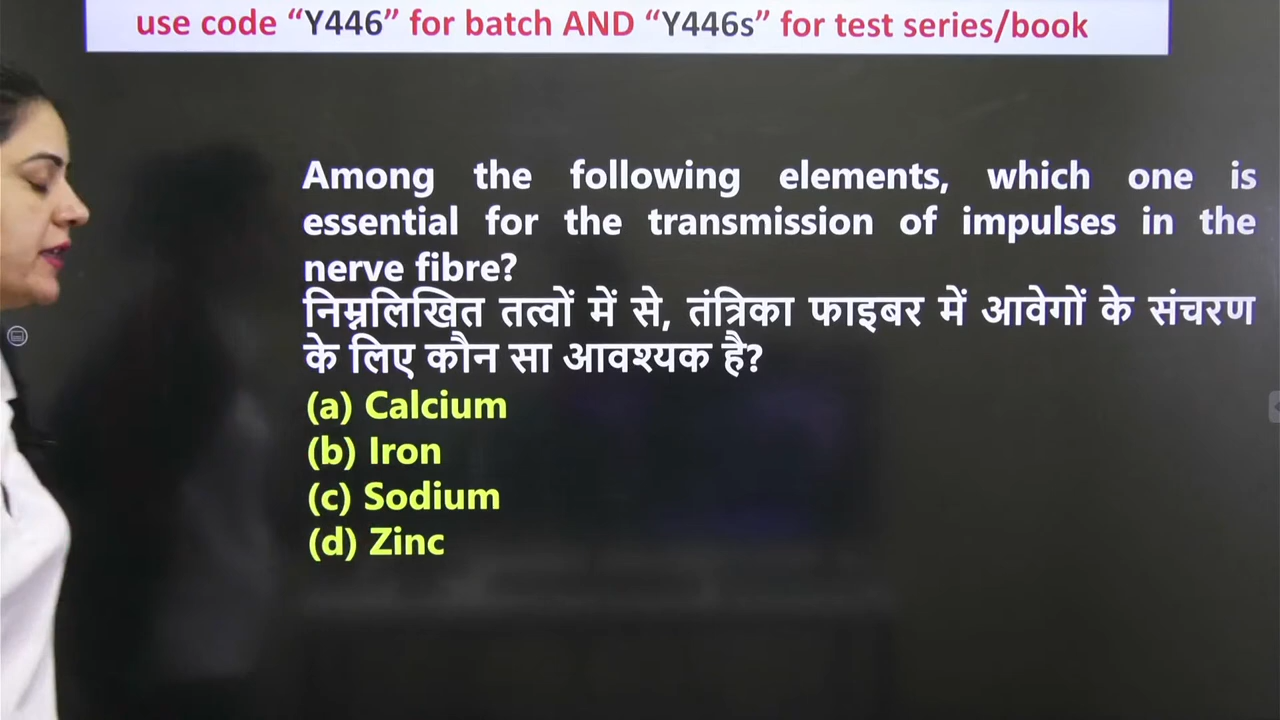 use code “Y446” for batch AND “Y446s” for test series/book
Among the following elements, which one is
essential for the transmission of impulses in the
nerve fibre?
निम्नलिखित तत्वों में से, तंत्रिका फाइबर में आवेगों के संचरण
के लिए कौन सा आवश्यक है?
(a) Calcium
(b) Iron
(c) Sodium
(d) Zinc